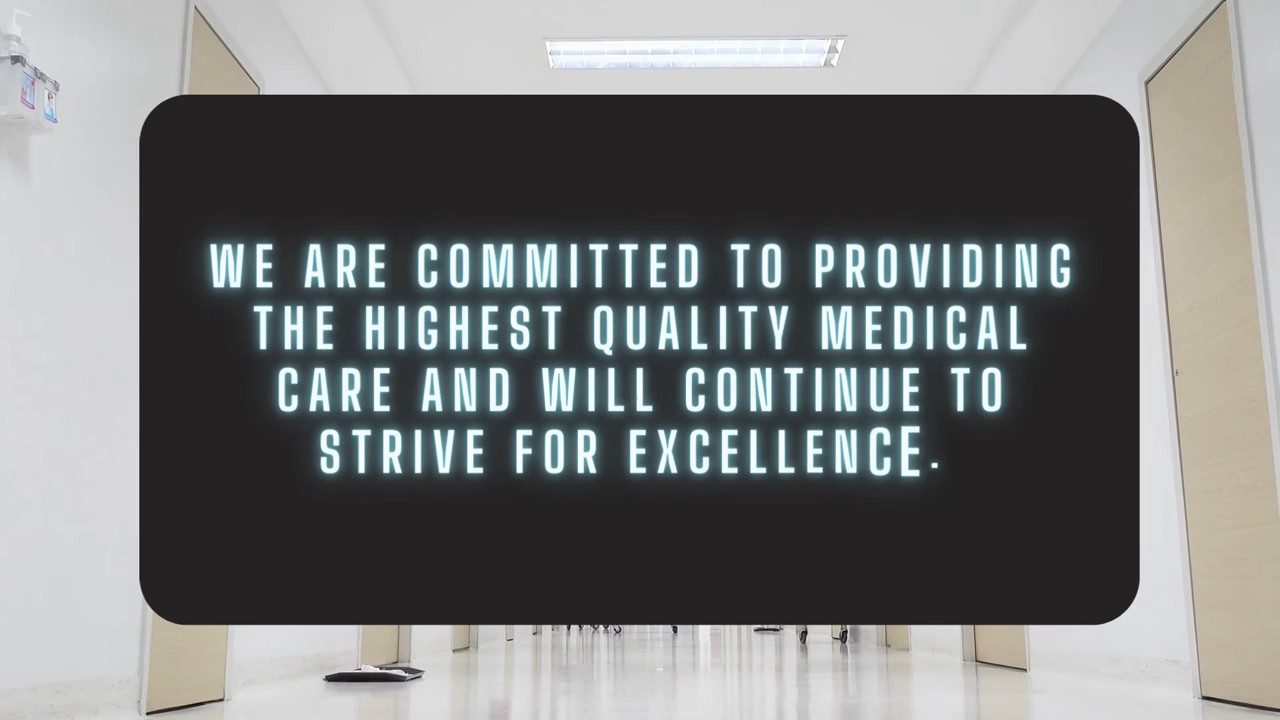 WE ARE COMMITTED TO PROVIDING
THE HIGHEST QUALITY MEDICAL
CARE AND WILL CONTINUE TO
STRIVE FOR EXCELLENCE.